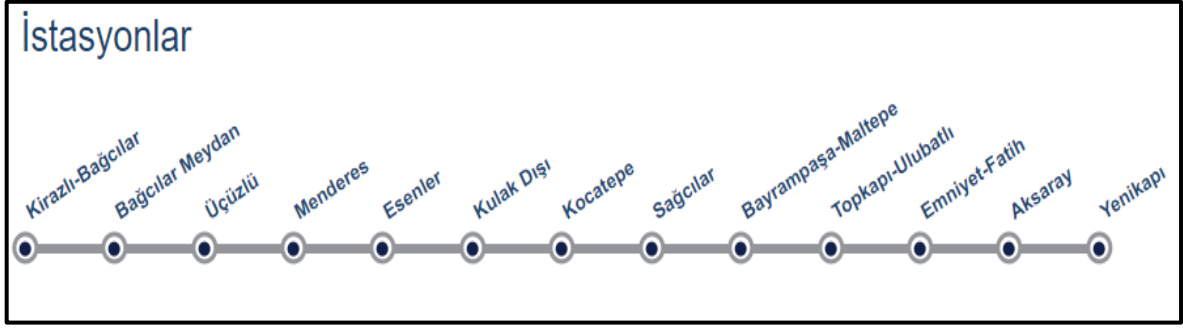 İstasyonlar
Kirazlı-Bağcılar
Bağcılar Meydan
Üçüzlü
Menderes
Esenler
Kulak Dışı
Kocatepe
Sağcılar
Bayrampaşa-Maltepe
Topkapı-Ulubatlı
Emniyet-Fatih
Aksaray
Yenikapı